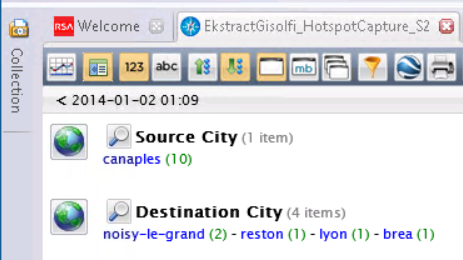 RSA Welcome EkstractGisolfi_HotspotCapture_S2
Collection
123 abc mb
< 2014-01-02 01:09
Source City (1 item)
canaples (10)
Destination City (4 items)
noisy-le-grand (2) - reston (1) - lyon (1) - brea (1)